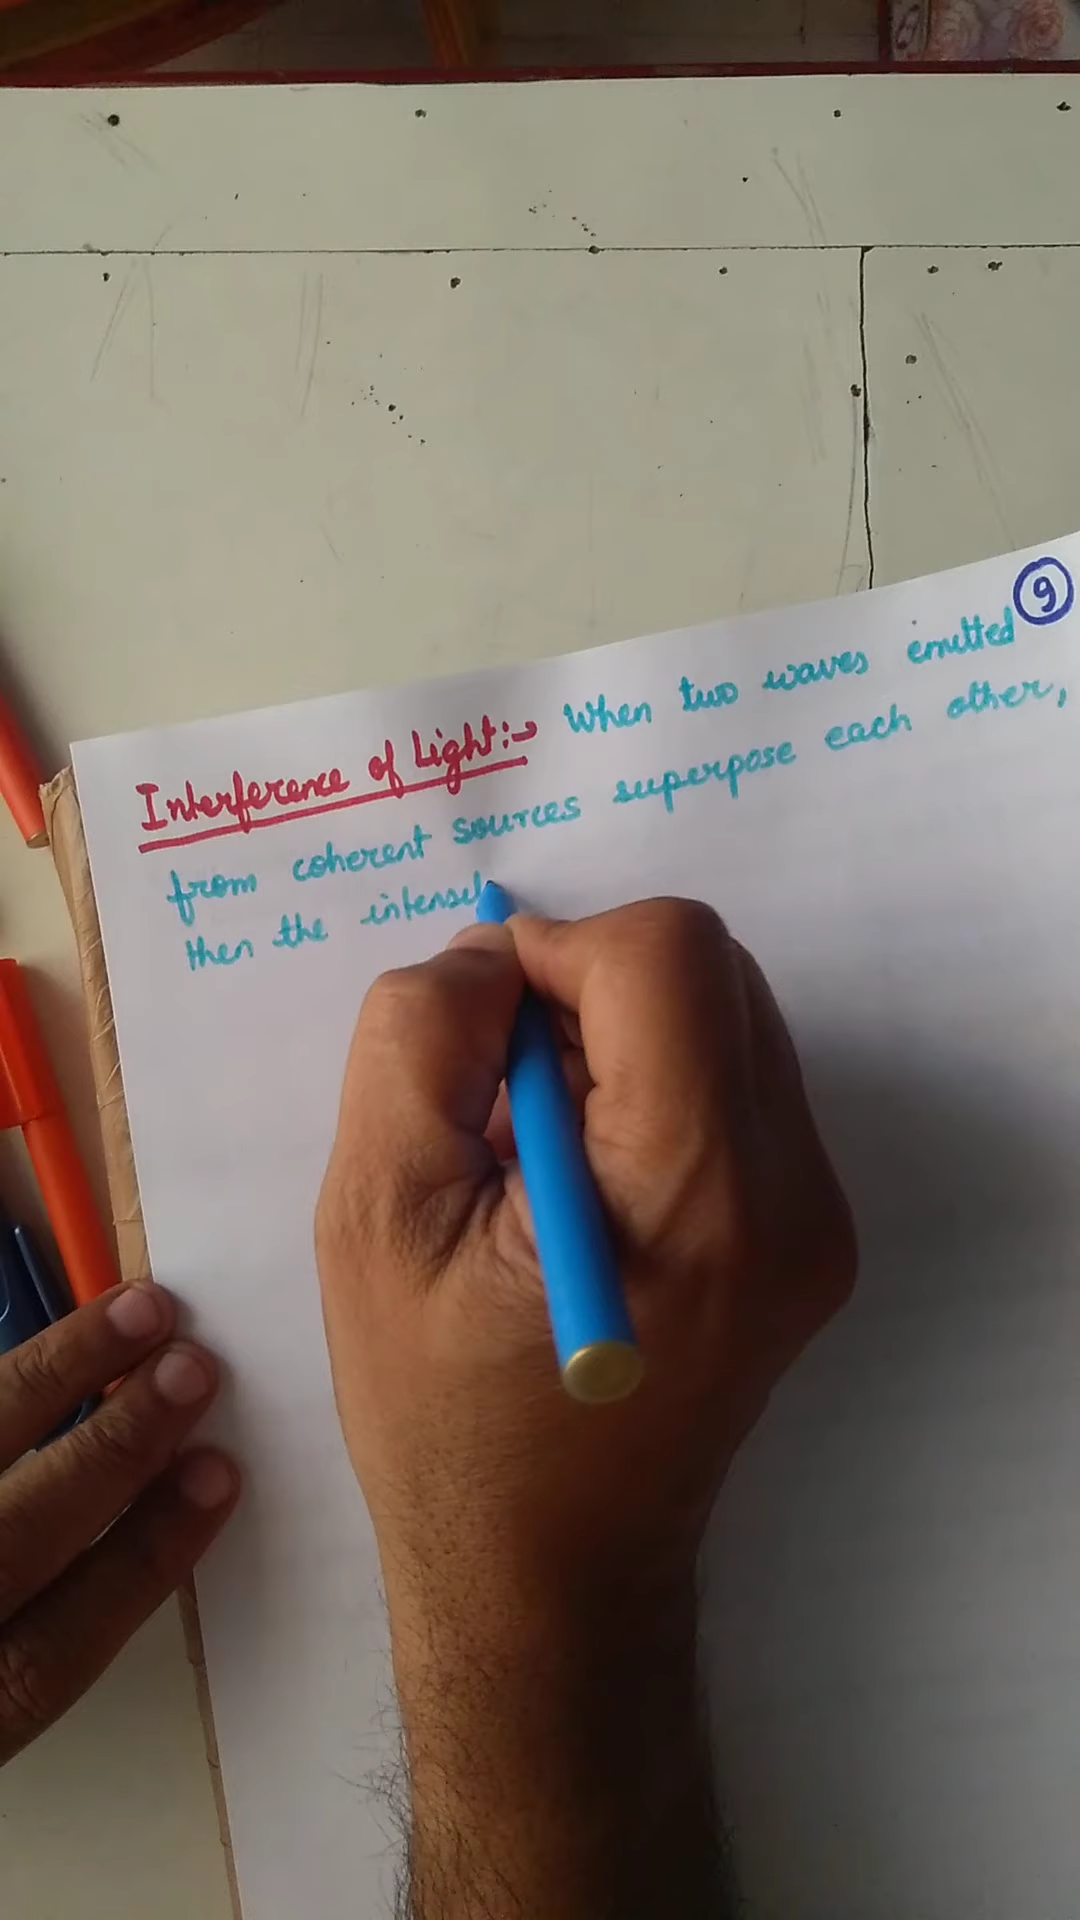 9
Interference of Light:→ When two waves emitted
from coherent sources superpose each other,
then the